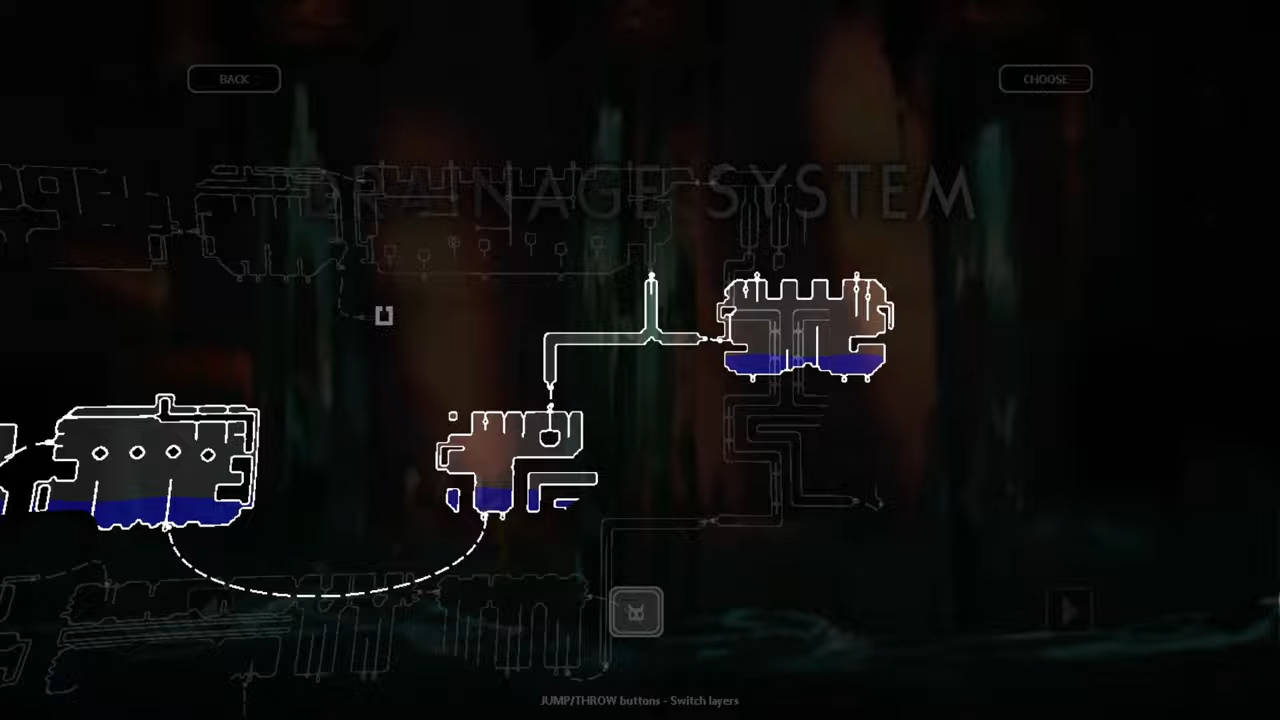 BACK
CHOOSE
DRAINAGE SYSTEM
JUMP/THROW buttons - Switch layers